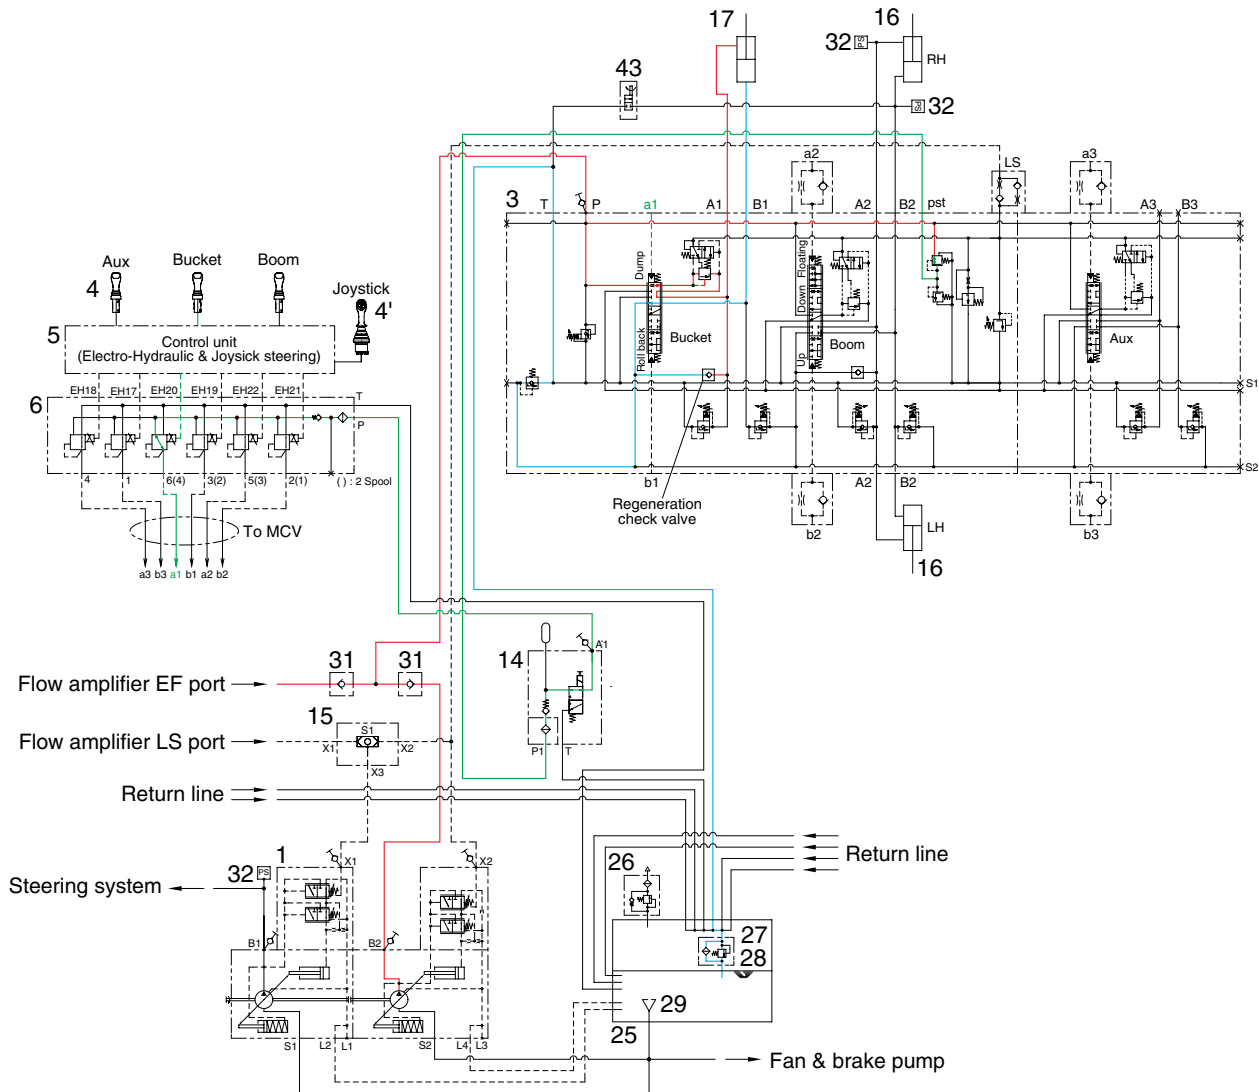 17
16
32 PS
RH
43
PS 32
a2
LS
a3
3
T
P
a1
A1
B1
A2
B2
pst
A3
B3
Dump
Roll back
Bucket
Down
Floating
Up
Boom
Aux
S1
S2
b1
A2
B2
Regeneration
check valve
b2
b3
LH
16
Aux
Bucket
Boom
Joystick
4
4'
5
Control unit
(Electro-Hydraulic & Joysick steering)
EH18
EH17
EH20
EH19
EH22
EH21
6
T
P
4
1
6(4)
3(2)
5(3)
2(1)
( ) : 2 Spool
To MCV
a3
b3
a1
b1
a2
b2
31
31
14
A1
Flow amplifier EF port
15
S1
X1
X2
X3
Flow amplifier LS port
P1
T
Return line
1
X1
X2
32
PS
Steering system
Return line
26
B1
B2
27
28
29
25
S1
L2
L1
S2
L4
L3
Fan & brake pump